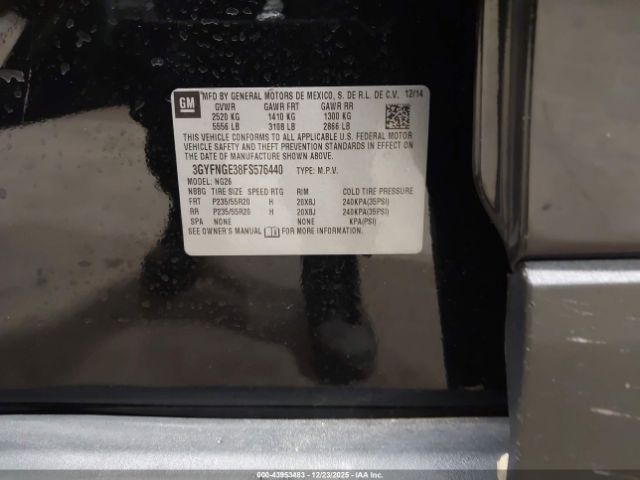 GM
MFD BY GENERAL MOTORS DE MEXICO, S. DE R.L. DE C.V. 12/14
GVWR GAWR FRT GAWR RR
2520 KG 1410 KG 1300 KG
5556 LB 3108 LB 2866 LB
THIS VEHICLE CONFORMS TO ALL APPLICABLE U.S. FEDERAL MOTOR
VEHICLE SAFETY, BUMPER, AND THEFT PREVENTION STANDARDS IN EFFECT
ON THE DATE OF MANUFACTURE SHOWN ABOVE.
3GYFNGE38FS576440 TYPE: M.P.V.
MODEL: NG26
NBBG TIRE SIZE SPEED RTG RIM COLD TIRE PRESSURE
FRT P235/55R20 H 20X8J 240KPA(35PSI)
RR P235/55R20 H 20X8J 240KPA(35PSI)
SPA NONE NONE KPA(PSI)
SEE OWNER'S MANUAL FOR MORE INFORMATION.
000-43953483 - 12/23/2025 - IAAI.COM